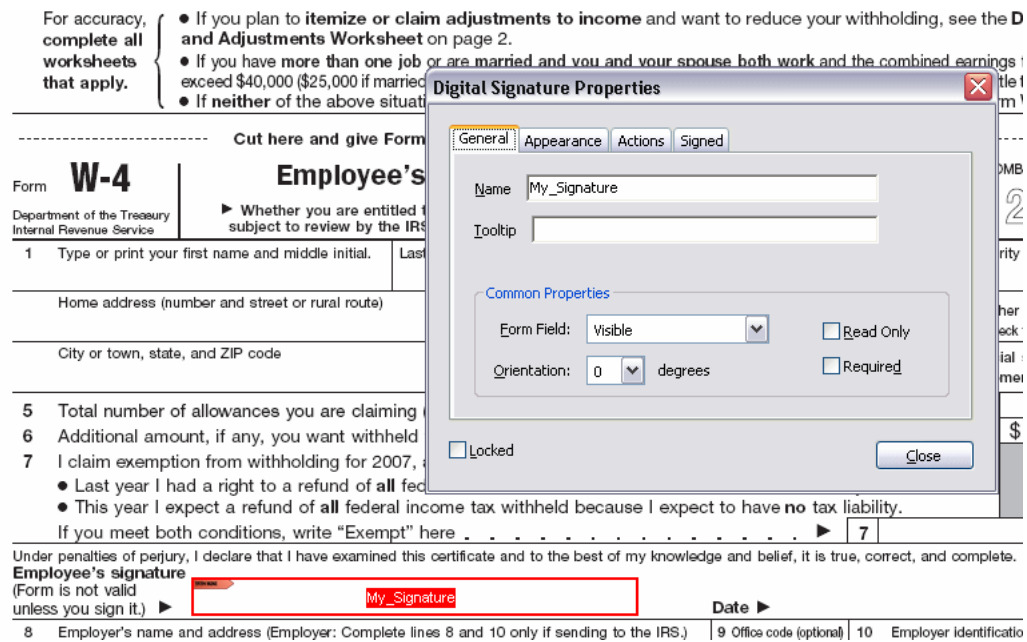 For accuracy, complete all worksheets that apply.
● If you plan to itemize or claim adjustments to income and want to reduce your withholding, see the D
and Adjustments Worksheet on page 2.
● If you have more than one job or are married and you and your spouse both work and the combined earnings
exceed $40,000 ($25,000 if married
● If neither of the above situati
Cut here and give Form
Form W-4
Department of the Treasury
Internal Revenue Service
Employee's
▶ Whether you are entitled
subject to review by the IRS
OMB
2
1 Type or print your first name and middle initial.
Last
rity
Home address (number and street or rural route)
City or town, state, and ZIP code
5 Total number of allowances you are claiming (
6 Additional amount, if any, you want withheld
$
7 I claim exemption from withholding for 2007,
● Last year I had a right to a refund of all fed
● This year I expect a refund of all federal income tax withheld because I expect to have no tax liability.
If you meet both conditions, write “Exempt” here . . . . . . . . . . . . . ▶ 7
Under penalties of perjury, I declare that I have examined this certificate and to the best of my knowledge and belief, it is true, correct, and complete.
Employee's signature
(Form is not valid
unless you sign it.) ▶
My_Signature
Date ▶
8 Employer's name and address (Employer: Complete lines 8 and 10 only if sending to the IRS.)
9 Office code (optional)
10 Employer identificatio
Digital Signature Properties
General Appearance Actions Signed
Name My_Signature
Tooltip
Common Properties
Form Field: Visible
Read Only
Orientation: 0 degrees
Required
Locked
Close